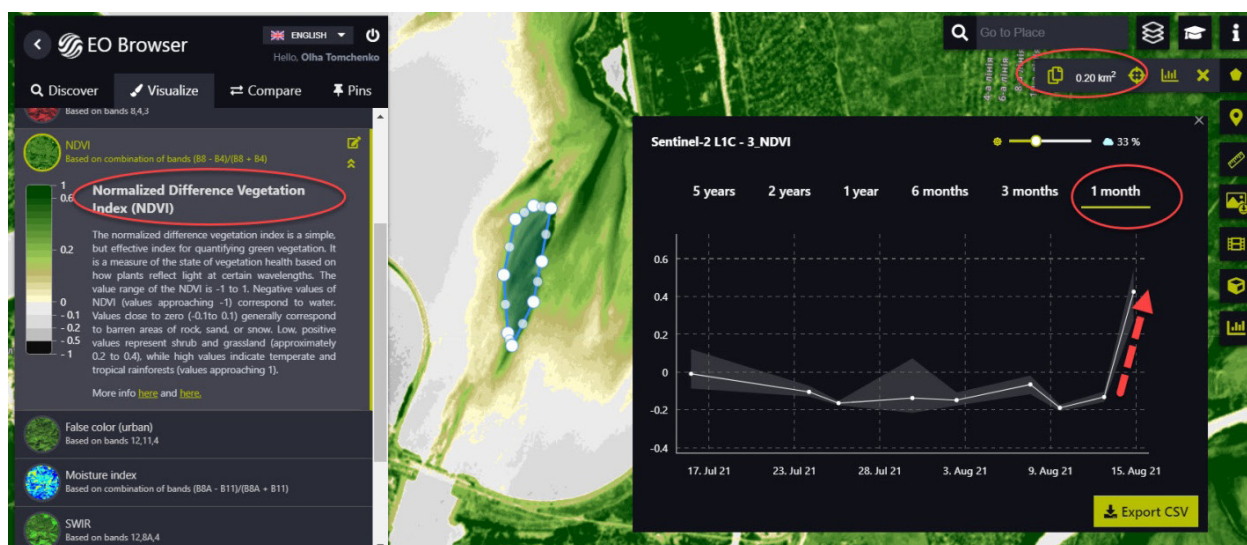 EO Browser
ENGLISH
Hello, Olha Tomchenko
Discover
Visualize
Compare
Pins
Based on bands 8,4,3
NDVI
Based on combination of bands (B8 - B4)/(B8 + B4)
1
0.6
0.2
0
- 0.1
- 0.2
- 0.5
- 1
Normalized Difference Vegetation
Index (NDVI)
The normalized difference vegetation index is a simple,
but effective index for quantifying green vegetation. It
is a measure of the state of vegetation health based on
how plants reflect light at certain wavelengths. The
value range of the NDVI is -1 to 1. Negative values of
NDVI (values approaching -1) correspond to water.
Values close to zero (-0.1to 0.1) generally correspond
to barren areas of rock, sand, or snow. Low, positive
values represent shrub and grassland (approximately
0.2 to 0.4), while high values indicate temperate and
tropical rainforests (values approaching 1).
More info here and here.
False color (urban)
Based on bands 12,11,4
Moisture index
Based on combination of bands (B8A - B11)/(B8A + B11)
SWIR
Based on bands 12,8A,4
Go to Place
0.20 km²
4-а лінія
6-а лінія
8-а лінія
Sentinel-2 L1C - 3_NDVI
33 %
5 years
2 years
1 year
6 months
3 months
1 month
0.6
0.4
0.2
0
-0.2
-0.4
17. Jul 21
23. Jul 21
28. Jul 21
3. Aug 21
9. Aug 21
15. Aug 21
Export CSV